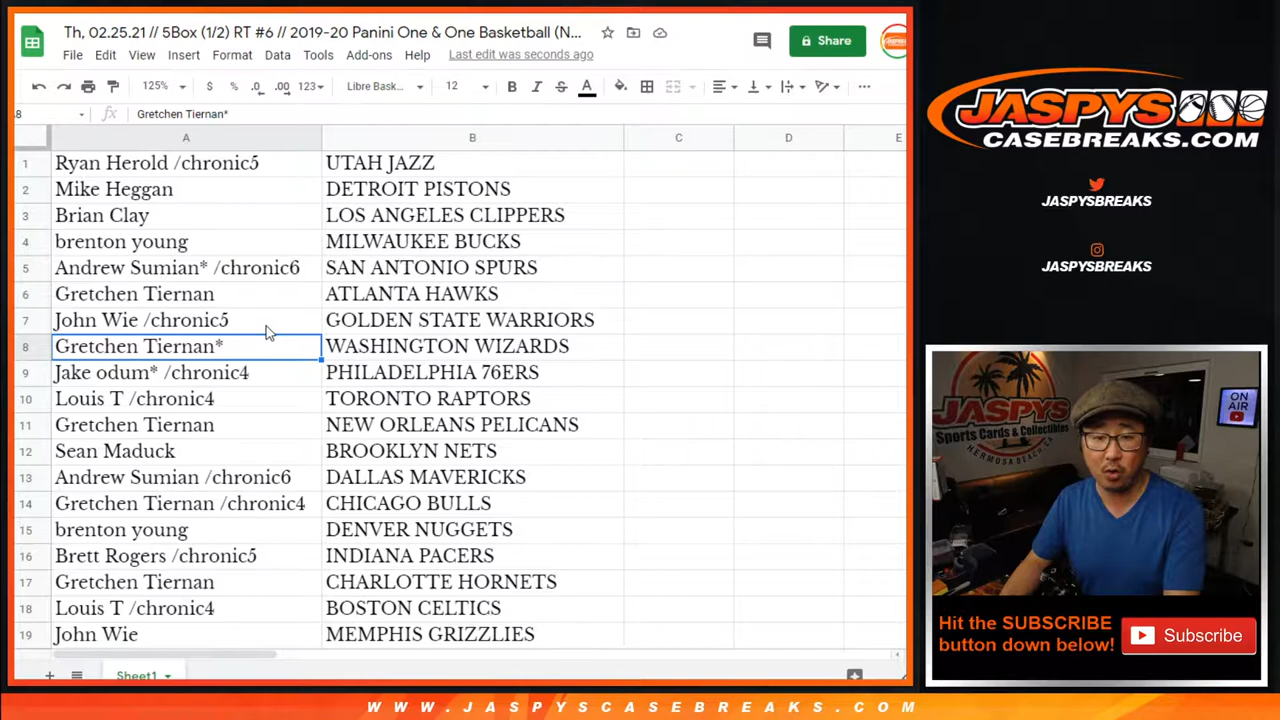 Th, 02.25.21 // 5Box (1/2) RT #6 // 2019-20 Panini One & One Basketball (N...
Share
File Edit View Insert Format Data Tools Add-ons Help Last edit was seconds ago
125% $ % .0 .00 123 Libre Bask... 12 B I S A
fx Gretchen Tiernan*
A B C D E
1 Ryan Herold /chronic5 UTAH JAZZ
2 Mike Heggan DETROIT PISTONS
3 Brian Clay LOS ANGELES CLIPPERS
4 brenton young MILWAUKEE BUCKS
5 Andrew Sumian* /chronic6 SAN ANTONIO SPURS
6 Gretchen Tiernan ATLANTA HAWKS
7 John Wie /chronic5 GOLDEN STATE WARRIORS
8 Gretchen Tiernan* WASHINGTON WIZARDS
9 Jake odum* /chronic4 PHILADELPHIA 76ERS
10 Louis T /chronic4 TORONTO RAPTORS
11 Gretchen Tiernan NEW ORLEANS PELICANS
12 Sean Maduck BROOKLYN NETS
13 Andrew Sumian /chronic6 DALLAS MAVERICKS
14 Gretchen Tiernan /chronic4 CHICAGO BULLS
15 brenton young DENVER NUGGETS
16 Brett Rogers /chronic5 INDIANA PACERS
17 Gretchen Tiernan CHARLOTTE HORNETS
18 Louis T /chronic4 BOSTON CELTICS
19 John Wie MEMPHIS GRIZZLIES
Sheet1
JASPYS
CASEBREAKS.COM
JASPYSBREAKS
JASPYSBREAKS
JASPYS
Sports Cards & Collectibles
HERMOSA BEACH, CA
ON
AIR
Hit the SUBSCRIBE
button down below!
Subscribe
WWW.JASPYSCASEBREAKS.COM